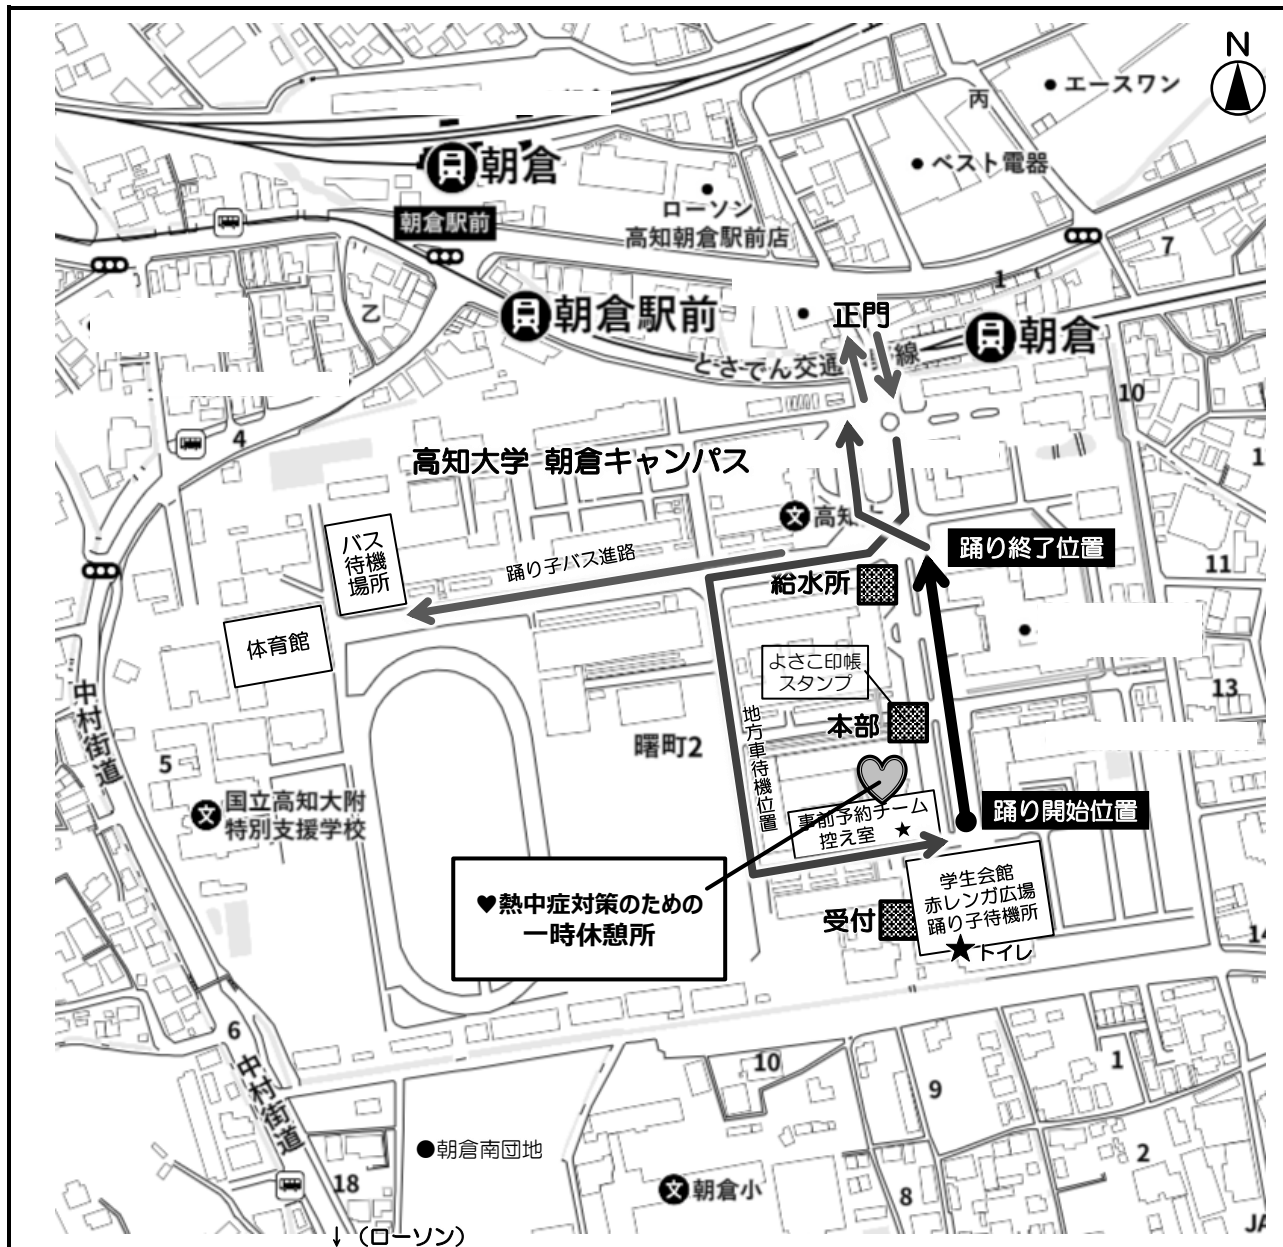 N
エースワン
丙
ベスト電器
朝倉
ローソン
高知朝倉駅前店
朝倉駅前
7
1
乙
朝倉駅前
正門
朝倉
とさでん交通
線
10
4
高知大学 朝倉キャンパス
高知
踊り終了位置
バス
待機
場所
踊り子バス進路
給水所
11
体育館
よさこ印帳
スタンプ
13
中村街道
地方車待機位置
本部
曙町2
5
国立高知大附
特別支援学校
踊り開始位置
事前予約チーム
控え室 ★
学生会館
赤レンガ広場
踊り子待機所
♥熱中症対策のための
一時休憩所
受付
★トイレ
14
6
中村街道
10
1
9
2
●朝倉南団地
18
朝倉小
8
JA
↓（ローソン）